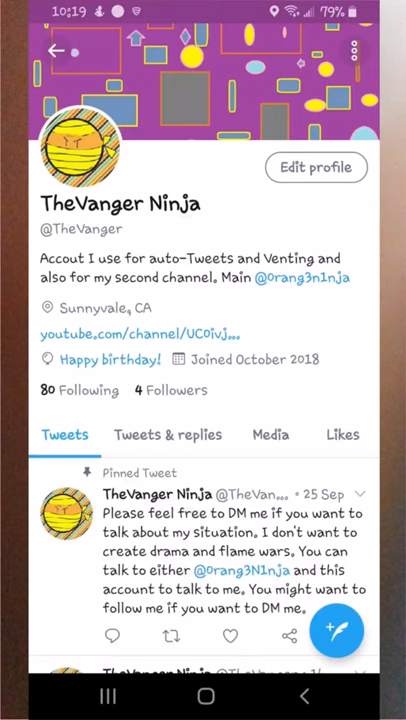 10:19
79%
Edit profile
TheVanger Ninja
@TheVanger
Accout I use for auto-Tweets and Venting and
also for my second channel. Main @0rang3n1nja
Sunnyvale, CA
youtube.com/channel/UC0ivj...
Happy birthday! Joined October 2018
80 Following 4 Followers
Tweets Tweets & replies Media Likes
Pinned Tweet
TheVanger Ninja @TheVan... • 25 Sep
Please feel free to DM me if you want to
talk about my situation. I don't want to
create drama and flame wars. You can
talk to either @0rang3N1nja and this
account to talk to me. You might want to
follow me if you want to DM me.